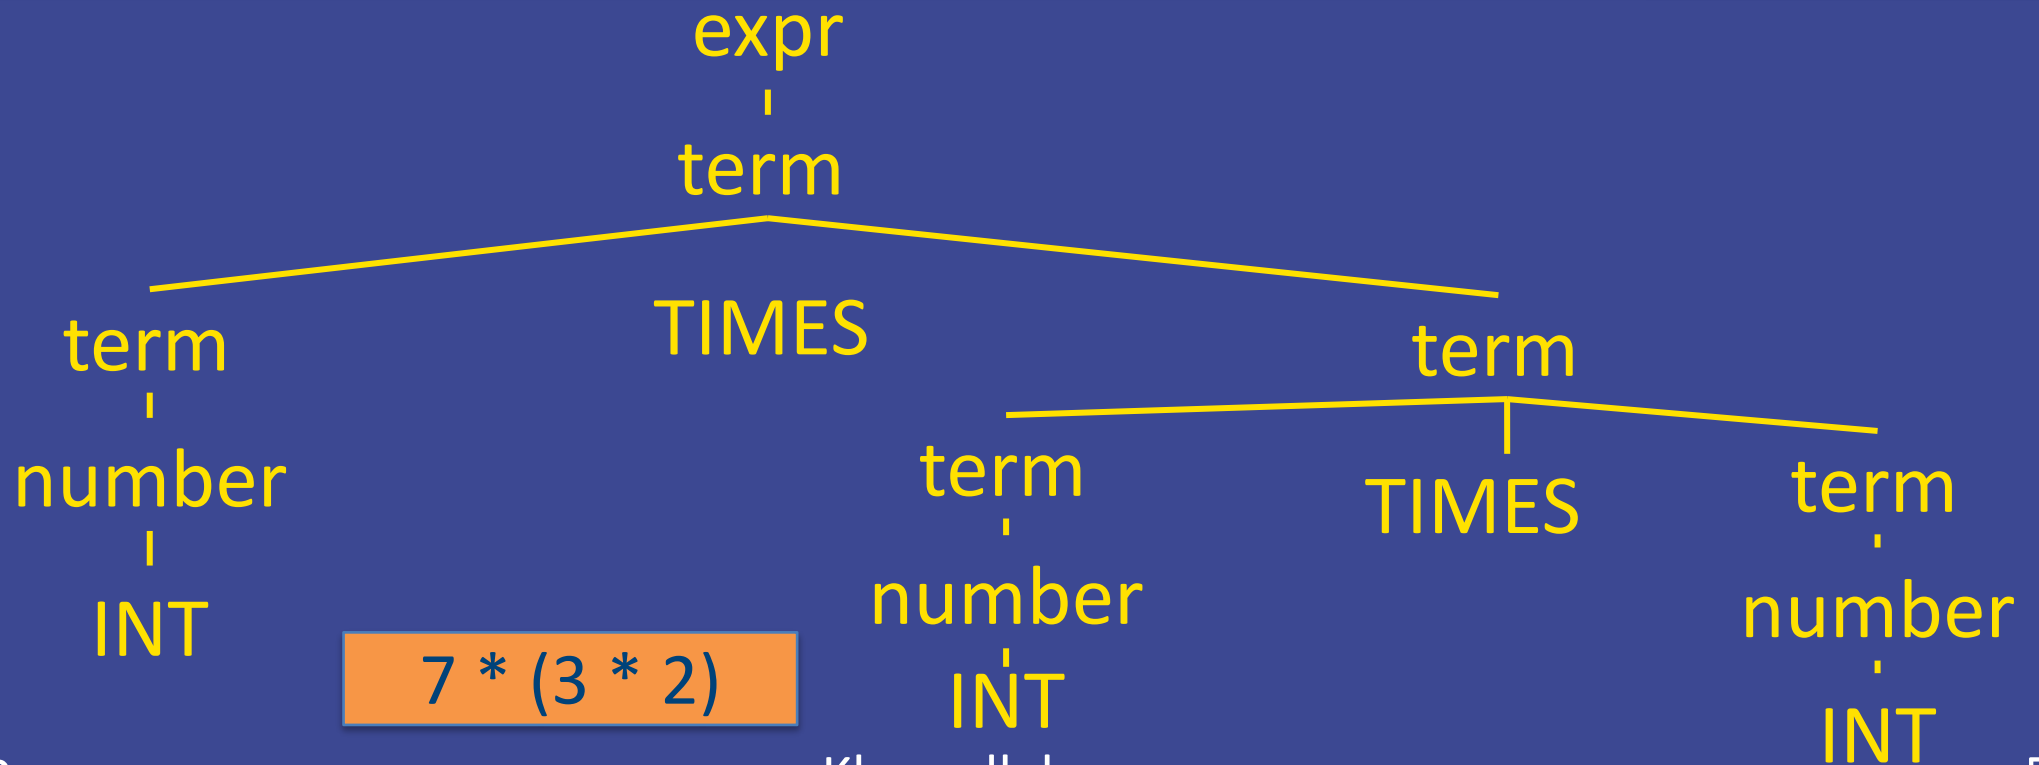 expr
term
TIMES
term
term
term
TIMES
term
number
number
number
INT
7 * (3 * 2)
INT
INT